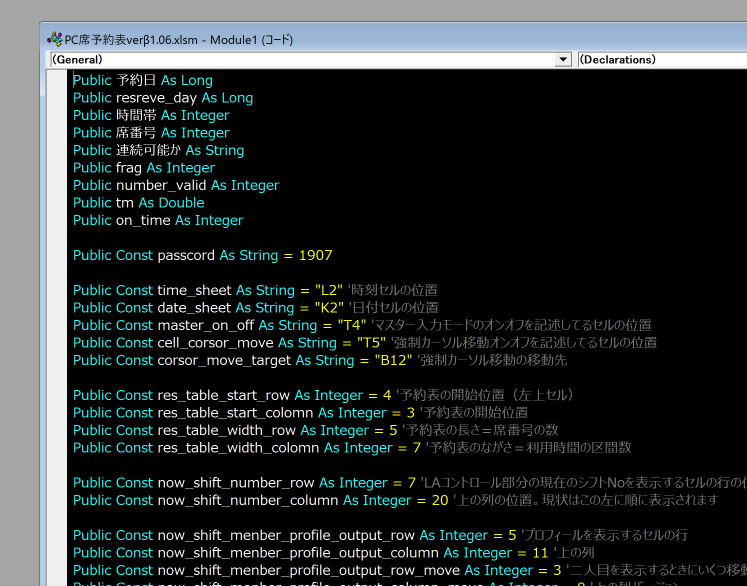 PC席予約表verβ1.06.xlsm - Module1 (コード)
(General) (Declarations)
Public 予約日 As Long
Public resreve_day As Long
Public 時間帯 As Integer
Public 席番号 As Integer
Public 連続可能か As String
Public frag As Integer
Public number_valid As Integer
Public tm As Double
Public on_time As Integer
Public Const passcord As String = 1907
Public Const time_sheet As String = "L2" '時刻セルの位置
Public Const date_sheet As String = "K2" '日付セルの位置
Public Const master_on_off As String = "T4" 'マスター入力モードのオンオフを記述してるセルの位置
Public Const cell_corsor_move As String = "T5" '強制カーソル移動オンオフを記述してるセルの位置
Public Const corsor_move_target As String = "B12" '強制カーソル移動の移動先
Public Const res_table_start_row As Integer = 4 '予約表の開始位置（左上セル）
Public Const res_table_start_colomn As Integer = 3 '予約表の開始位置
Public Const res_table_width_row As Integer = 5 '予約表の長さ＝席番号の数
Public Const res_table_width_colomn As Integer = 7 '予約表のながさ＝利用時間の区間数
Public Const now_shift_number_row As Integer = 7 'LAコントロール部分の現在のシフトNoを表示するセルの行の
Public Const now_shift_number_column As Integer = 20 '上の列の位置。現状はこの左に順に表示されます
Public Const now_shift_menber_profile_output_row As Integer = 5 'プロフィールを表示するセルの行
Public Const now_shift_menber_profile_output_column As Integer = 11 '上の列
Public Const now_shift_menber_profile_output_row_move As Integer = 3 '二人目を表示するときにいくつ移動
Public Const now_shift_menber_profile_output_column_move As Integer = 0 '上の列バージョン